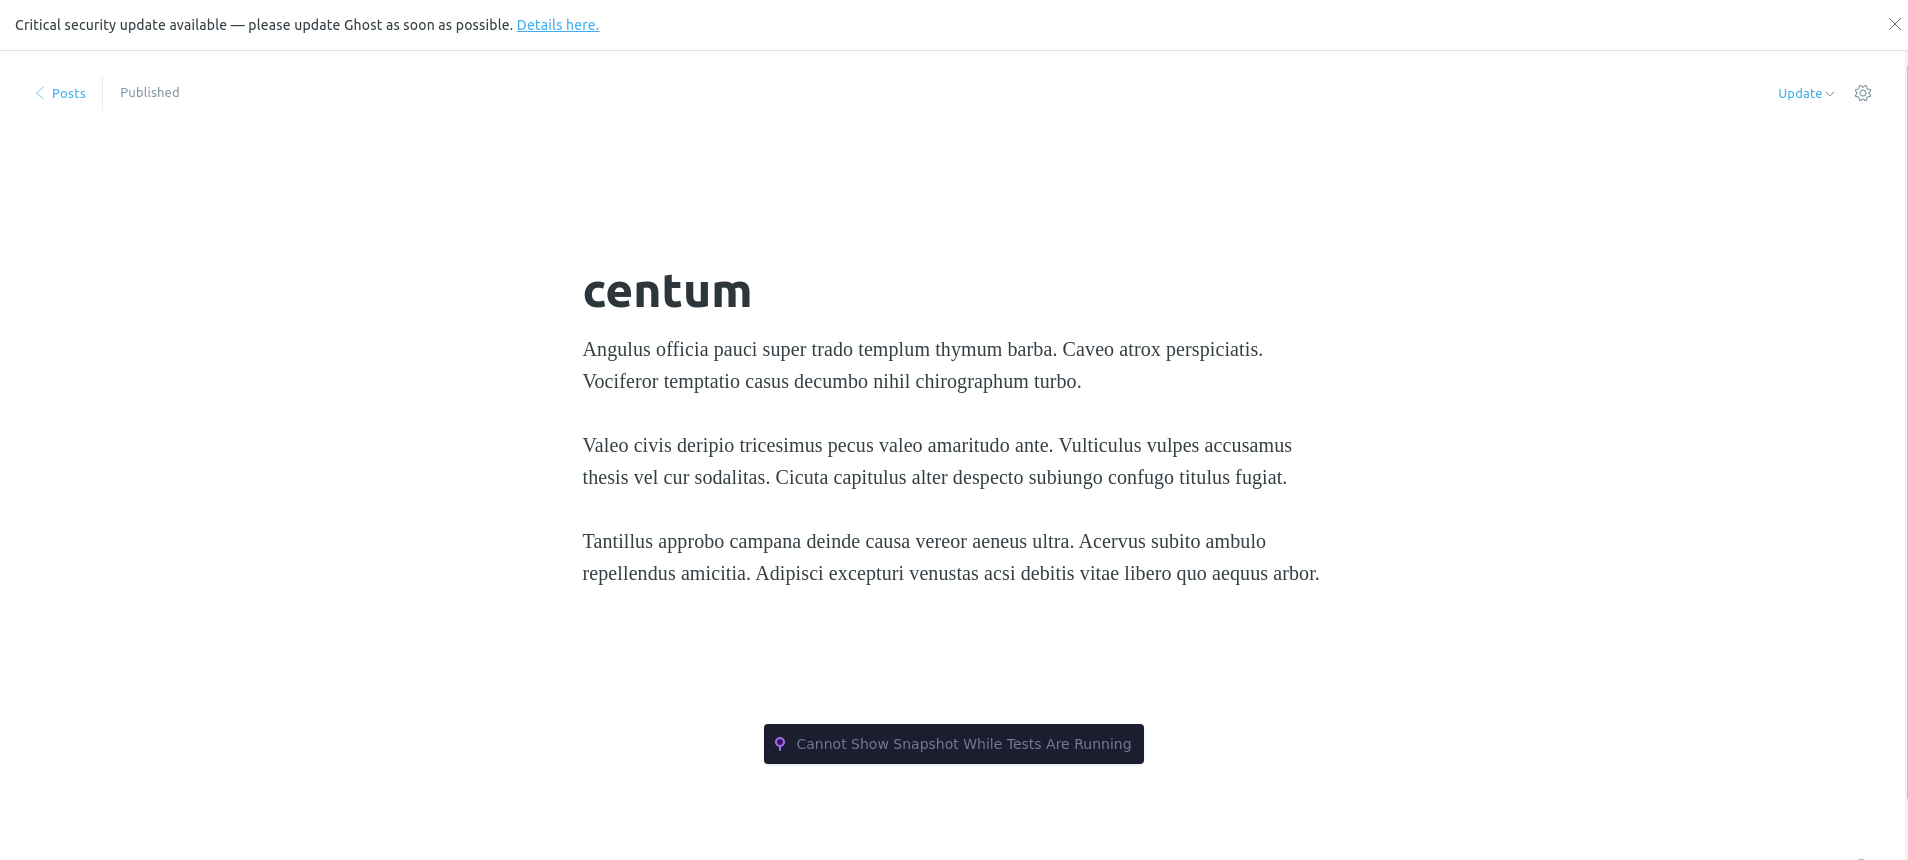 Critical security update available — please update Ghost as soon as possible. Details here.
Posts
Published
Update
centum
Angulus officia pauci super trado templum thymum barba. Caveo atrox perspiciatis.
Vociferor temptatio casus decumbo nihil chirographum turbo.
Valeo civis deripio tricesimus pecus valeo amaritudo ante. Vulticulus vulpes accusamus
thesis vel cur sodalitas. Cicuta capitulus alter despecto subiungo confugo titulus fugiat.
Tantillus approbo campana deinde causa vereor aeneus ultra. Acervus subito ambulo
repellendus amicitia. Adipisci excepturi venustas acsi debitis vitae libero quo aequus arbor.
Cannot Show Snapshot While Tests Are Running